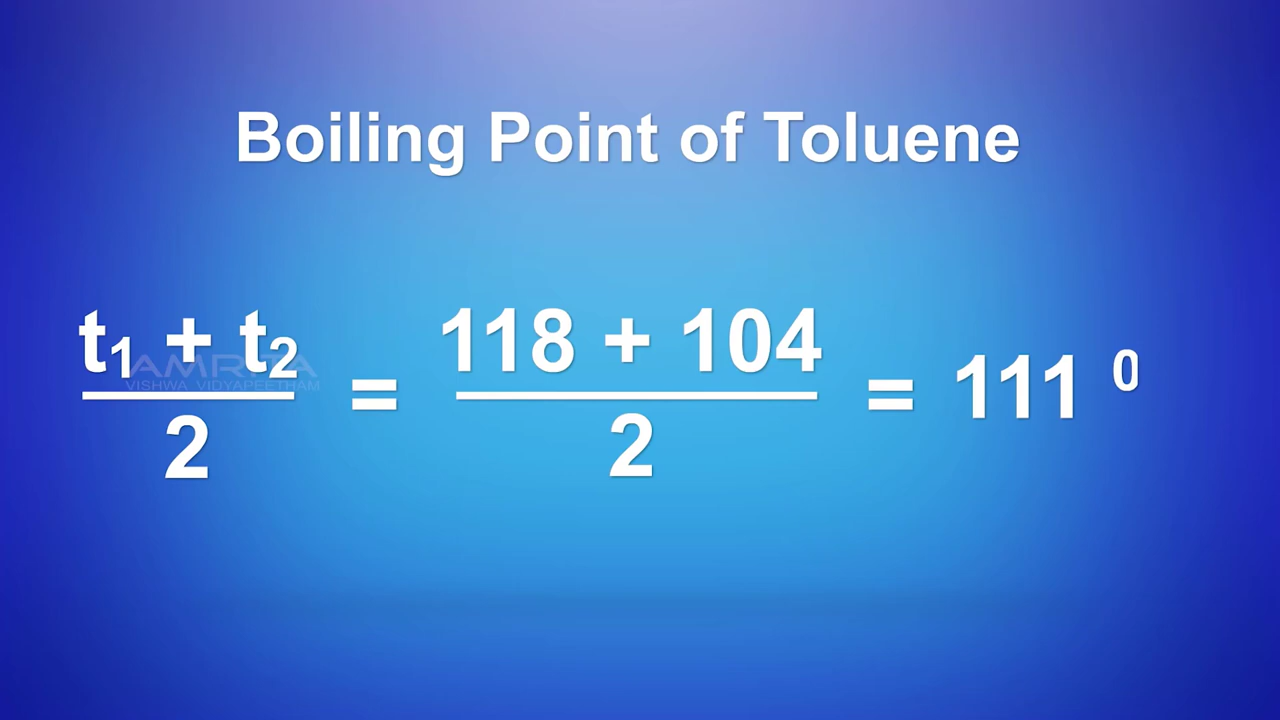 Boiling Point of Toluene
t₁ + t₂
2
=
118 + 104
2
= 111 ⁰
AMRITA
VISHWA VIDYAPEETHAM